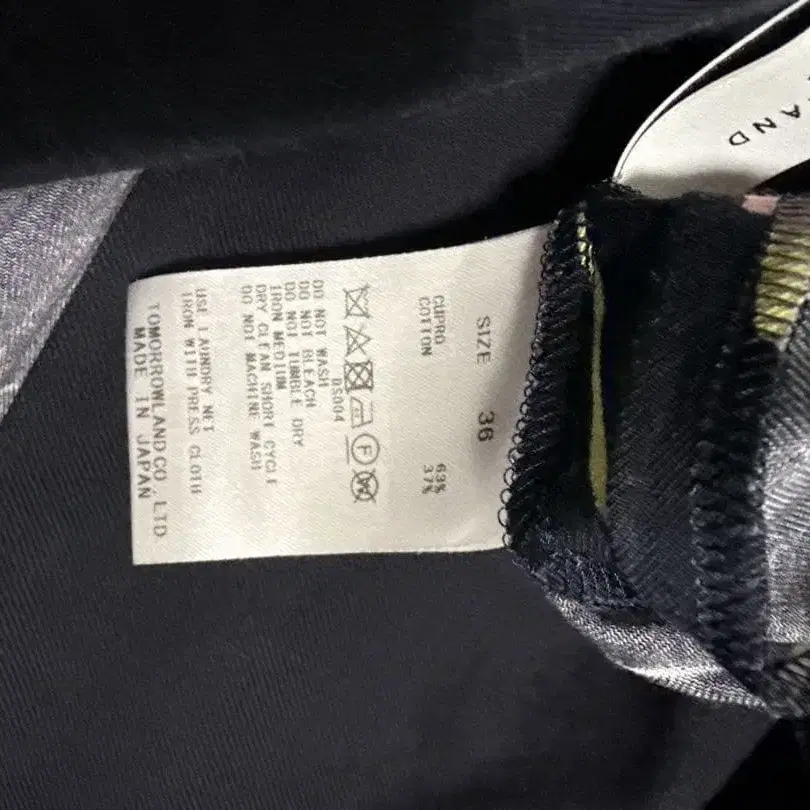 SIZE 36
CUPRO 63%
COTTON 37%
DS004
DO NOT WASH
DO NOT BLEACH
DO NOT TUMBLE DRY
IRON MEDIUM
DRY CLEAN SHORT CYCLE
DO NOT MACHINE WASH
USE LAUNDRY NET
IRON WITH PRESS CLOTH
TOMORROWLAND CO., LTD.
MADE IN JAPAN
AND